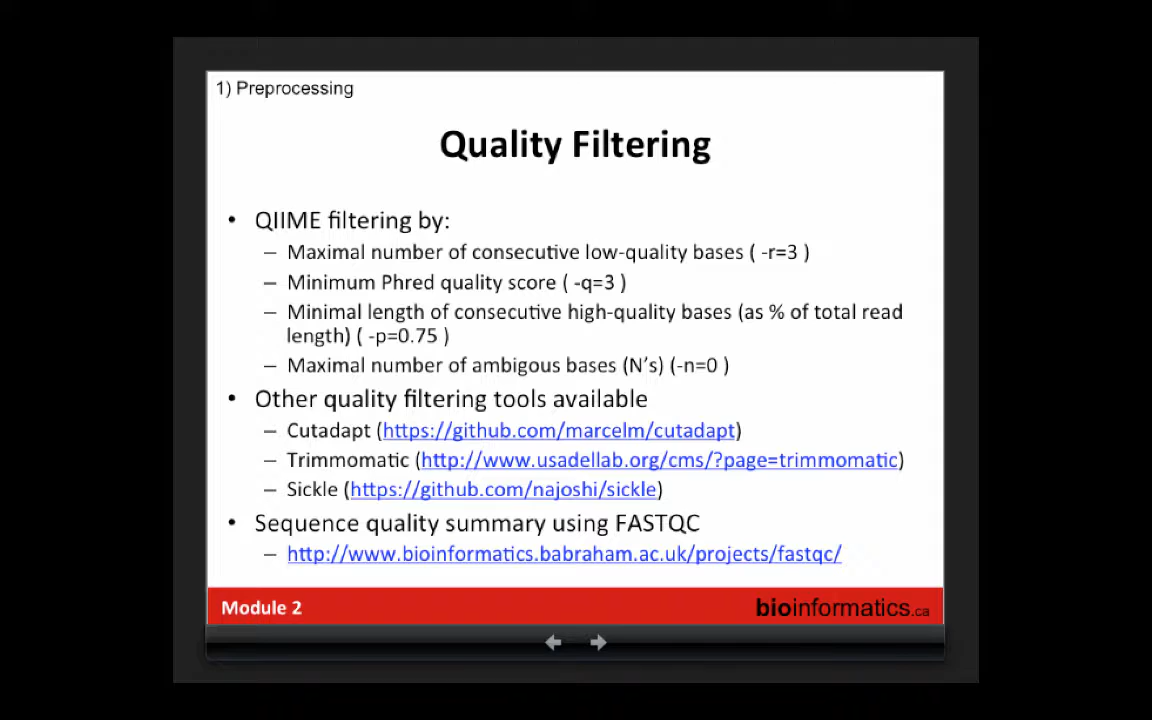 1) Preprocessing
Quality Filtering
• QIIME filtering by:
– Maximal number of consecutive low-quality bases ( -r=3 )
– Minimum Phred quality score ( -q=3 )
– Minimal length of consecutive high-quality bases (as % of total read
length) ( -p=0.75 )
– Maximal number of ambigous bases (N’s) (-n=0 )
• Other quality filtering tools available
– Cutadapt (https://github.com/marcelm/cutadapt)
– Trimmomatic (http://www.usadellab.org/cms/?page=trimmomatic)
– Sickle (https://github.com/najoshi/sickle)
• Sequence quality summary using FASTQC
– http://www.bioinformatics.babraham.ac.uk/projects/fastqc/
Module 2
bioinformatics.ca